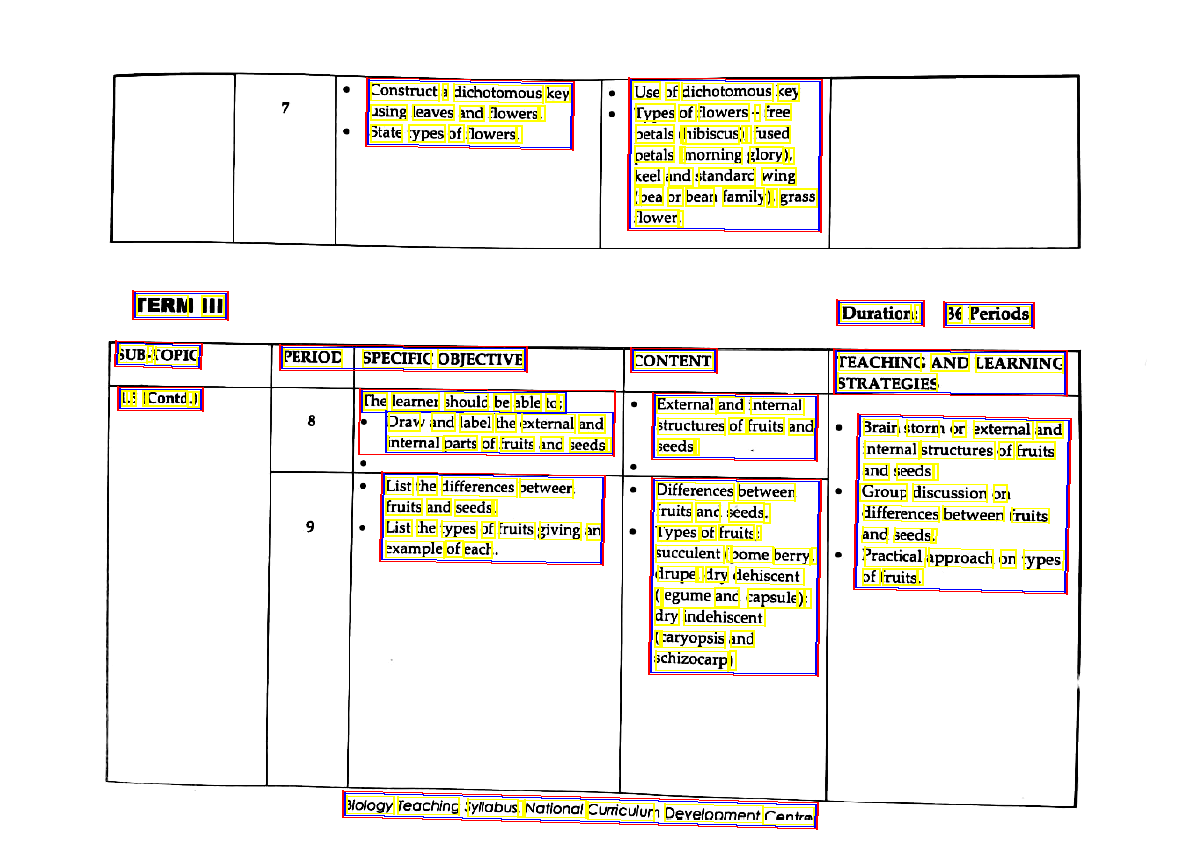 7
• Construct a dichotomous key
using leaves and flowers.
• State types of flowers.
• Use of dichotomous key
• Types of flowers - free
petals (hibiscus), fused
petals (morning glory),
keel and standard wing
(pea or bean family), grass
flower.
TERM III
Duration: 36 Periods
SUB-TOPIC
PERIOD
SPECIFIC OBJECTIVE
CONTENT
TEACHING AND LEARNING
STRATEGIES
(Contd.)
8
The learner should be able to;
• Draw and label the external and
internal parts of fruits and seeds
•
• External and internal
structures of fruits and
seeds
•
• Brain storm on external and
internal structures of fruits
and seeds
• Group discussion on
differences between fruits
and seeds.
• Practical approach on types
of fruits.
9
• List the differences between
fruits and seeds.
• List the types of fruits giving an
example of each.
• Differences between
fruits and seeds.
• Types of fruits:
succulent (pome berry,
drupe, dry dehiscent
(legume and capsule);
dry indehiscent
(caryopsis and
schizocarp)
Biology Teaching Syllabus, National Curriculum Development Centre